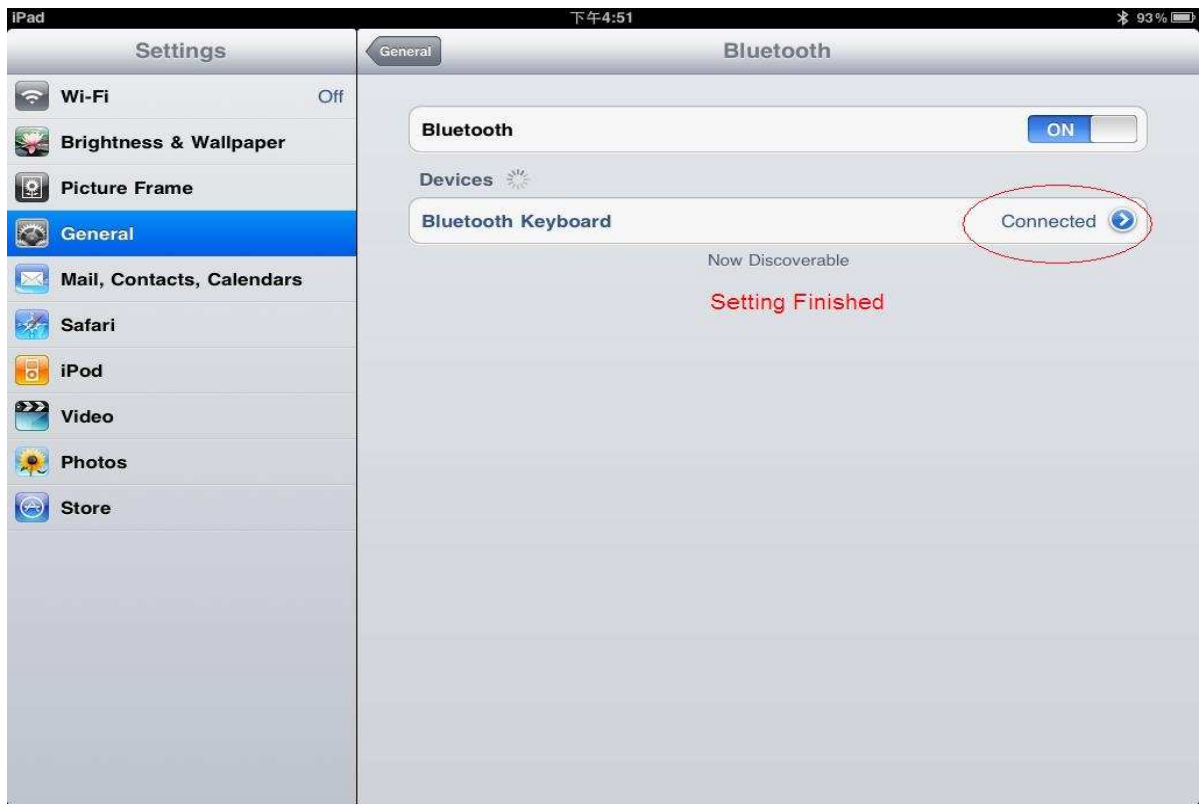 iPad 下午4:51 93%
Settings
General Bluetooth
Wi-Fi Off
Brightness & Wallpaper
Picture Frame
General
Mail, Contacts, Calendars
Safari
iPod
Video
Photos
Store
Bluetooth ON
Devices
Bluetooth Keyboard Connected
Now Discoverable
Setting Finished